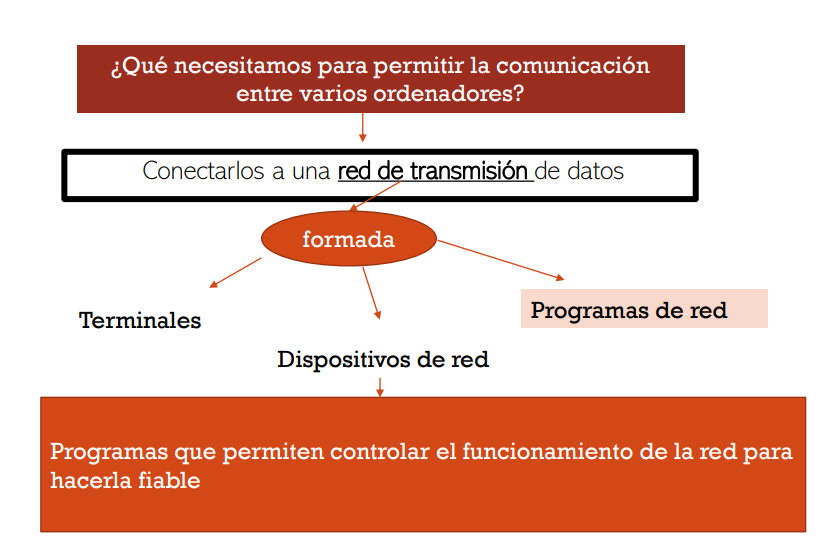 ¿Qué necesitamos para permitir la comunicación
entre varios ordenadores?
Conectarlos a una red de transmisión de datos
formada
Terminales
Programas de red
Dispositivos de red
Programas que permiten controlar el funcionamiento de la red para
hacerla fiable